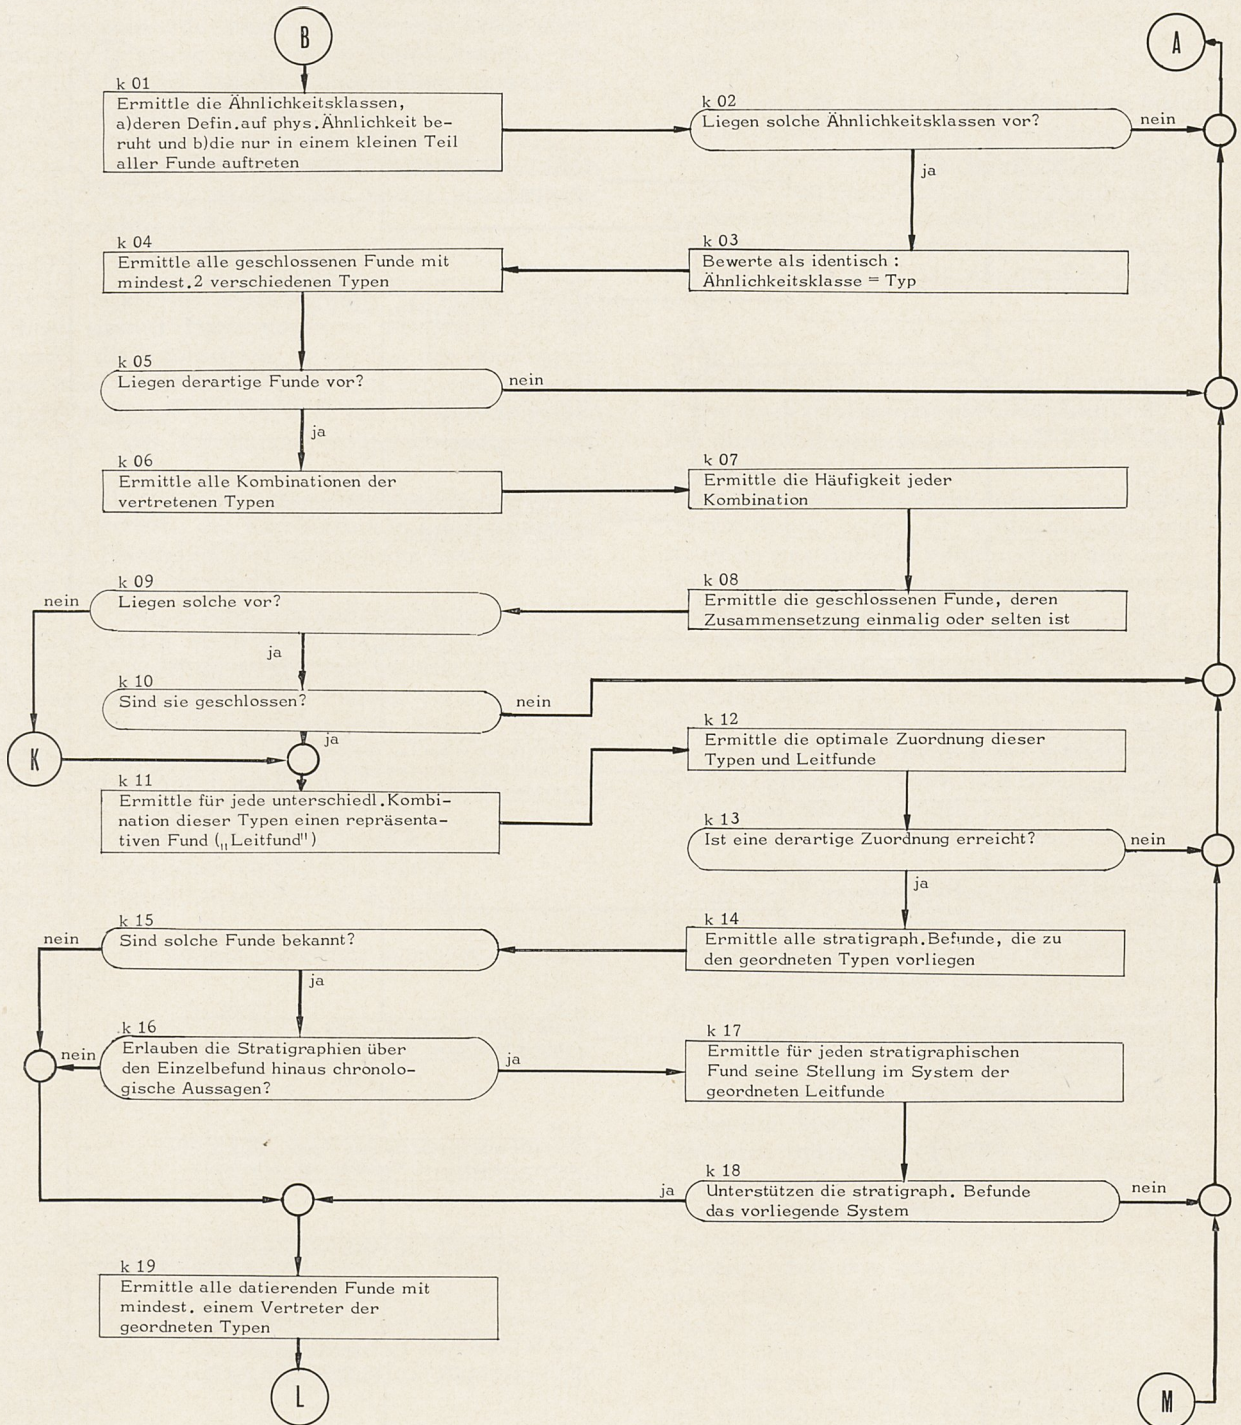 B
A
k 01
Ermittle die Ähnlichkeitsklassen,
a)deren Defin.auf phys.Ähnlichkeit be-
ruht und b)die nur in einem kleinen Teil
aller Funde auftreten
k 02
Liegen solche Ähnlichkeitsklassen vor?
nein
ja
k 04
Ermittle alle geschlossenen Funde mit
mindest.2 verschiedenen Typen
k 03
Bewerte als identisch :
Ähnlichkeitsklasse = Typ
k 05
Liegen derartige Funde vor?
nein
ja
k 06
Ermittle alle Kombinationen der
vertretenen Typen
k 07
Ermittle die Häufigkeit jeder
Kombination
k 09
nein
Liegen solche vor?
ja
k 08
Ermittle die geschlossenen Funde, deren
Zusammensetzung einmalig oder selten ist
k 10
Sind sie geschlossen?
nein
ja
K
k 11
Ermittle für jede unterschiedl.Kombi-
nation dieser Typen einen repräsenta-
tiven Fund („Leitfund")
k 12
Ermittle die optimale Zuordnung dieser
Typen und Leitfunde
k 13
Ist eine derartige Zuordnung erreicht?
nein
ja
k 15
nein
Sind solche Funde bekannt?
ja
k 14
Ermittle alle stratigraph.Befunde, die zu
den geordneten Typen vorliegen
k 16
nein
Erlauben die Stratigraphien über
den Einzelbefund hinaus chronolo-
gische Aussagen?
ja
k 17
Ermittle für jeden stratigraphischen
Fund seine Stellung im System der
geordneten Leitfunde
k 18
ja
Unterstützen die stratigraph. Befunde
das vorliegende System
nein
k 19
Ermittle alle datierenden Funde mit
mindest. einem Vertreter der
geordneten Typen
L
M